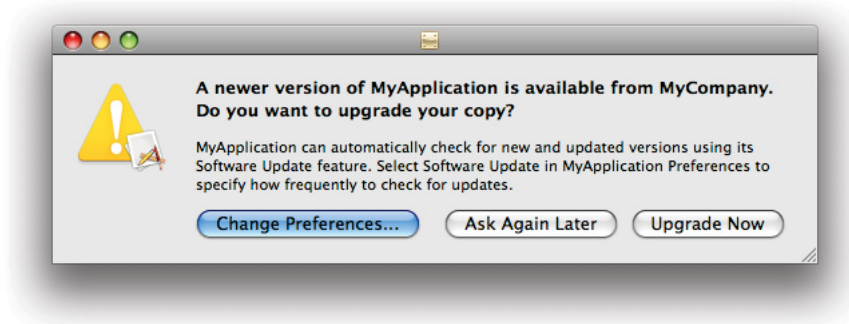 A newer version of MyApplication is available from MyCompany.
Do you want to upgrade your copy?
MyApplication can automatically check for new and updated versions using its
Software Update feature. Select Software Update in MyApplication Preferences to
specify how frequently to check for updates.
Change Preferences... Ask Again Later Upgrade Now